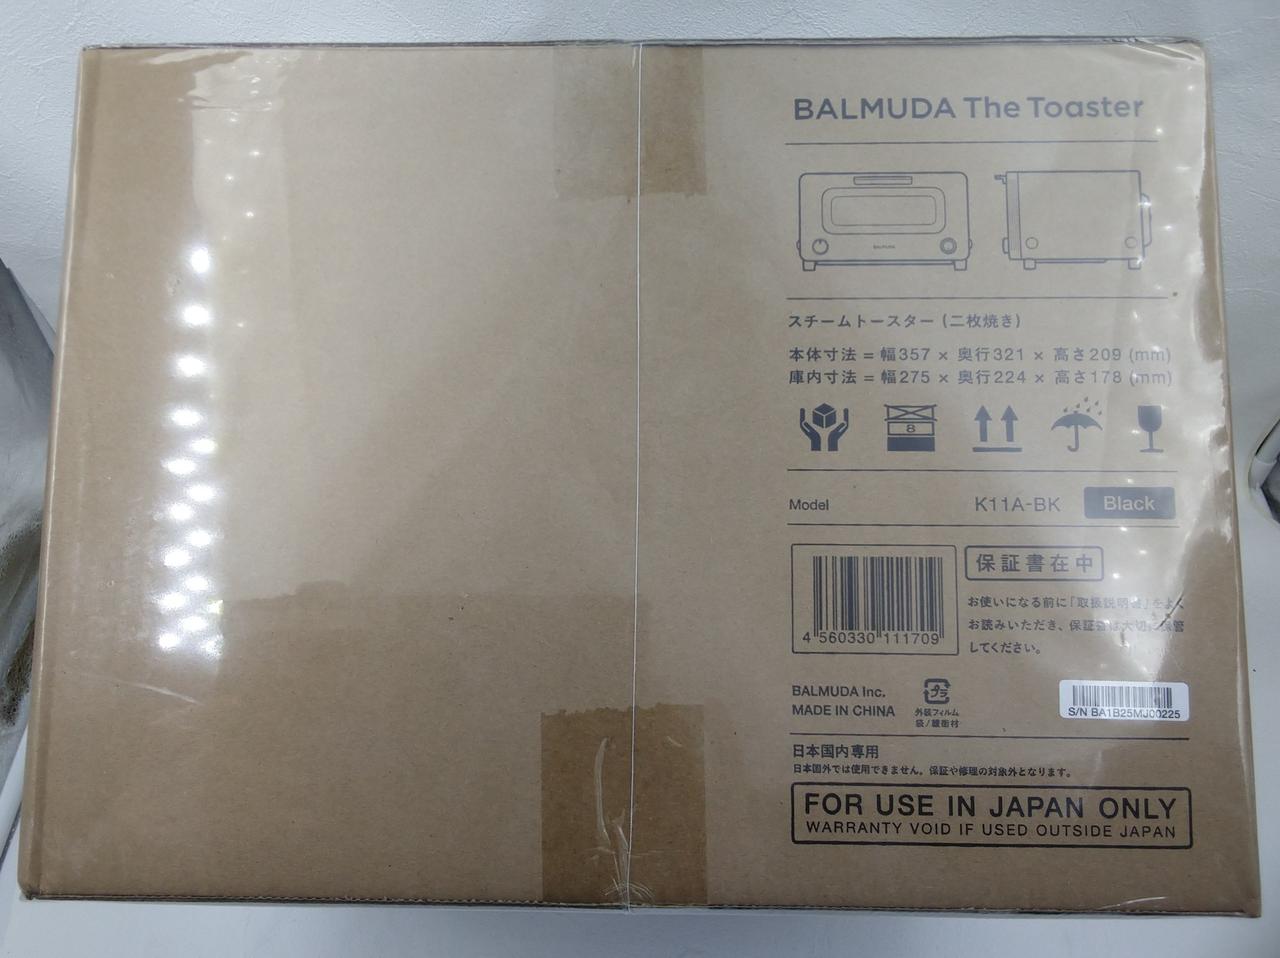 BALMUDA The Toaster
BALMUDA
スチームトースター (二枚焼き)
本体寸法 = 幅357 × 奥行321 × 高さ209 (mm)
庫内寸法 = 幅275 × 奥行224 × 高さ178 (mm)
8
Model K11A-BK Black
4 560330 111709
保証書在中
お使いになる前に「取扱説明書」をよく
お読みいただき、保証書は大切に保管
してください。
BALMUDA Inc.
MADE IN CHINA
プラ
外装フィルム
袋/緩衝材
S/N BA1B25MJ00225
日本国内専用
日本国外では使用できません。保証や修理の対象外となります。
FOR USE IN JAPAN ONLY
WARRANTY VOID IF USED OUTSIDE JAPAN